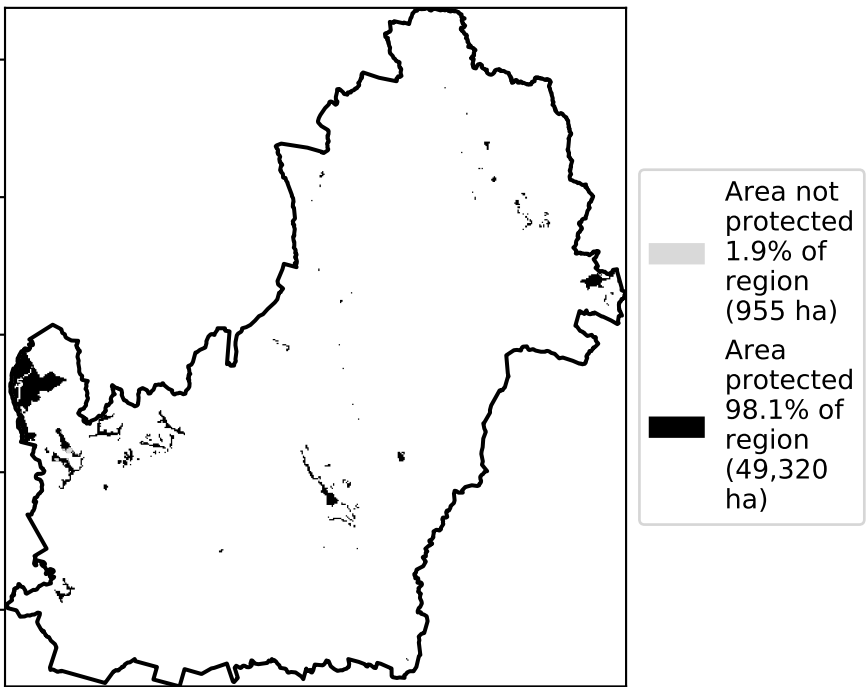 Area not
protected
1.9% of
region
(955 ha)
Area
protected
98.1% of
region
(49,320
ha)